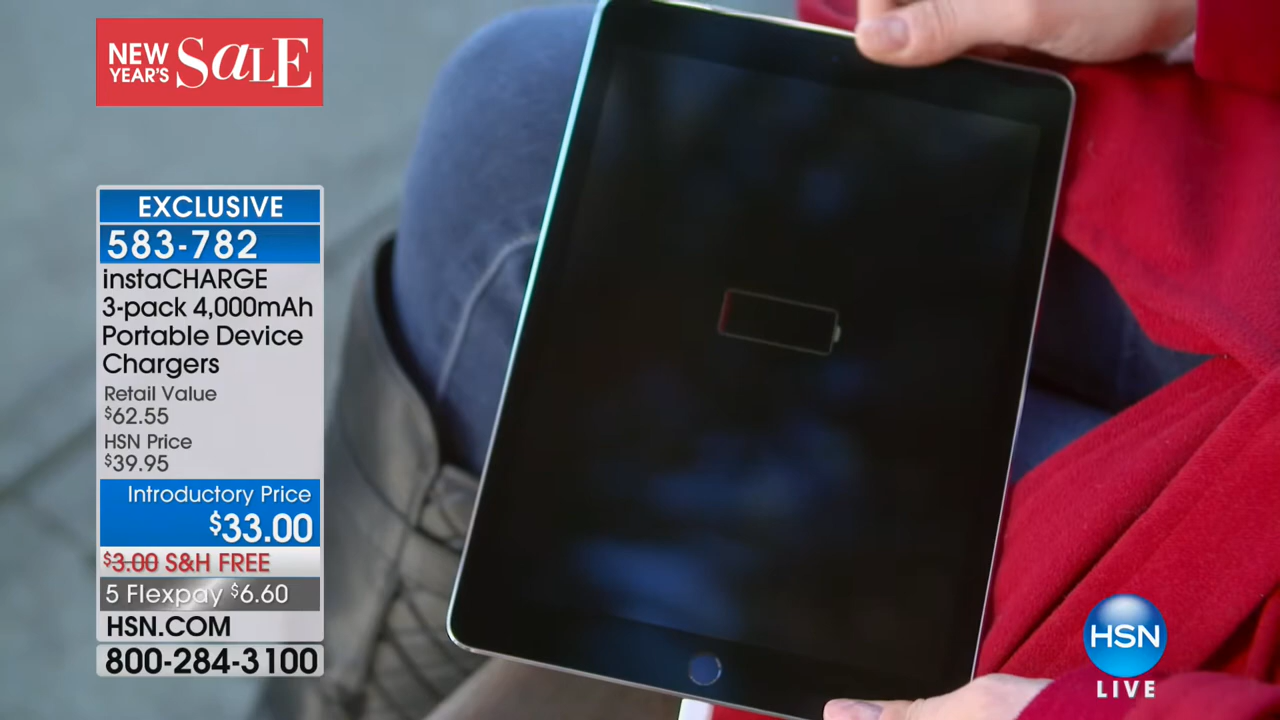 NEW
YEAR'S
SALE
EXCLUSIVE
583-782
instaCHARGE
3-pack 4,000mAh
Portable Device
Chargers
Retail Value
$62.55
HSN Price
$39.95
Introductory Price
$33.00
$3.00 S&H FREE
5 Flexpay $6.60
HSN.COM
800-284-3100
HSN
LIVE